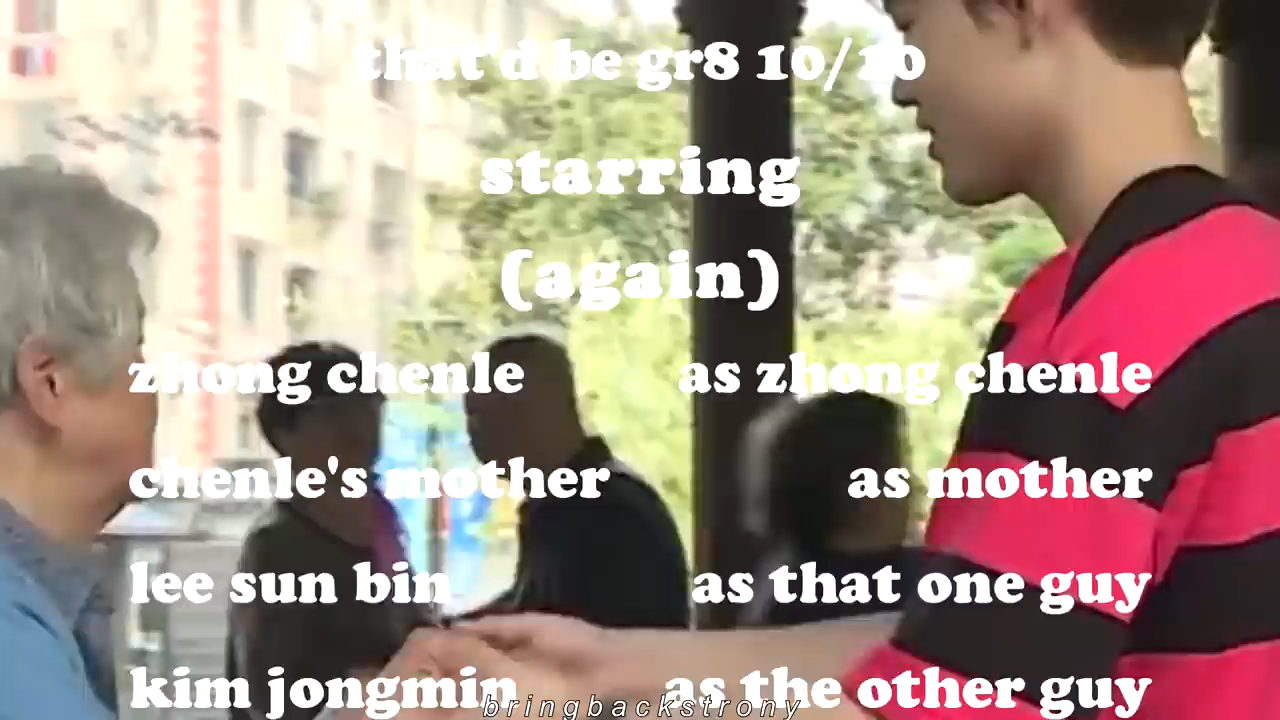 that'd be gr8 10/10
starring
(again)
zhong chenle as zhong chenle
chenle's mother as mother
lee sun bin as that one guy
kim jongmin as the other guy
bringbackstrony